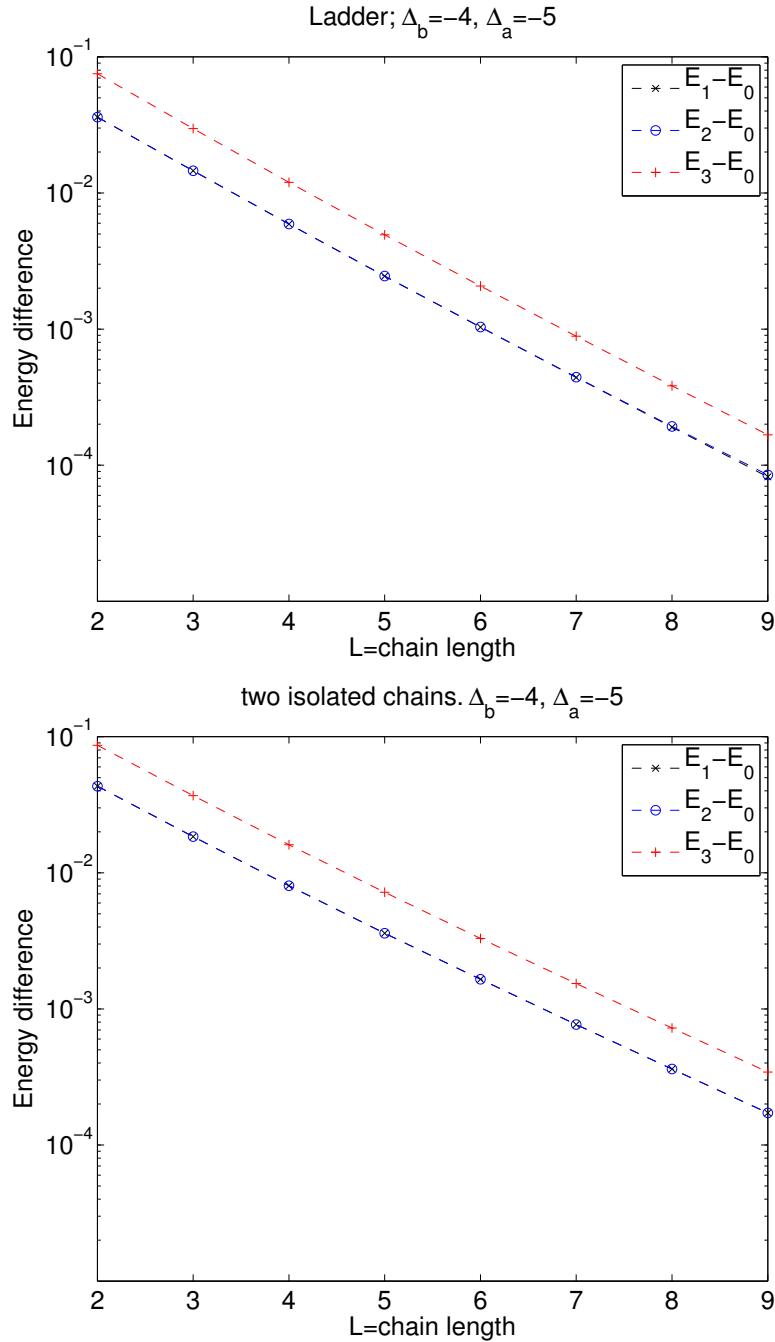 Ladder; Δb=−4, Δa=−5
10−1
10−2
10−3
10−4
Energy difference
E1−E0
E2−E0
E3−E0
2 3 4 5 6 7 8 9
L=chain length
two isolated chains. Δb=−4, Δa=−5
10−1
10−2
10−3
10−4
Energy difference
E1−E0
E2−E0
E3−E0
2 3 4 5 6 7 8 9
L=chain length